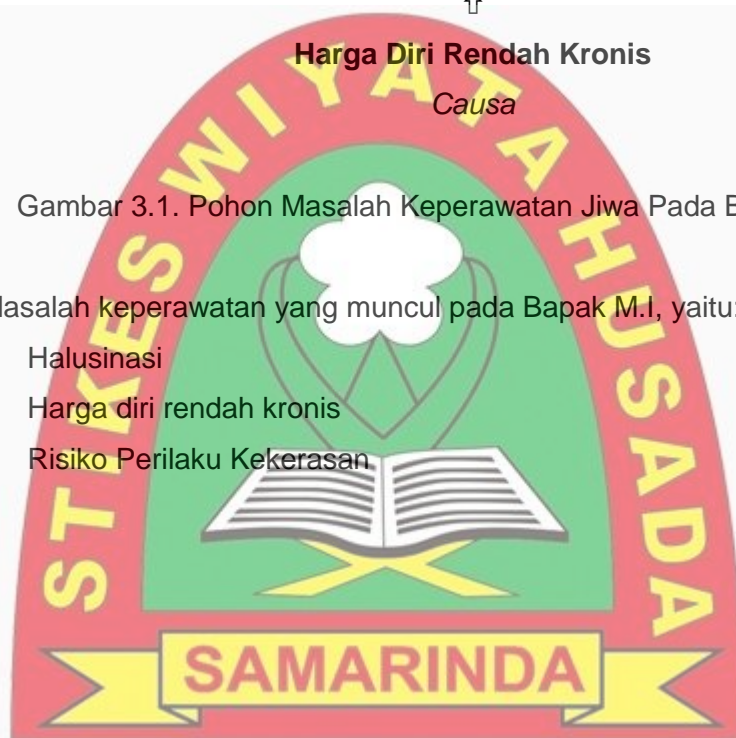 ⇧
Harga Diri Rendah Kronis
Causa
Gambar 3.1. Pohon Masalah Keperawatan Jiwa Pada
Masalah keperawatan yang muncul pada Bapak M.I, yaitu:
Halusinasi
Harga diri rendah kronis
Risiko Perilaku Kekerasan
STIKES WIYATA HUSADA
SAMARINDA